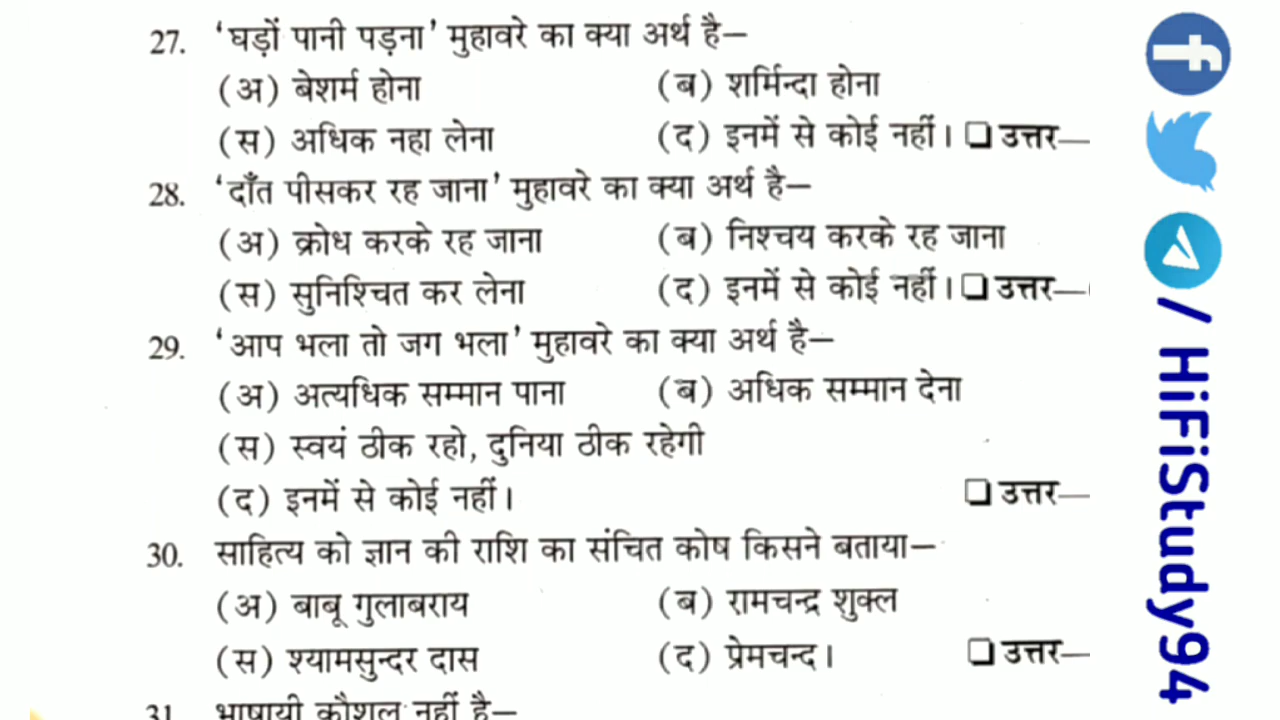 27. ‘घड़ों पानी पड़ना’ मुहावरे का क्या अर्थ है—
(अ) बेशर्म होना (ब) शर्मिन्दा होना
(स) अधिक नहा लेना (द) इनमें से कोई नहीं। ❑ उत्तर—
28. ‘दाँत पीसकर रह जाना’ मुहावरे का क्या अर्थ है—
(अ) क्रोध करके रह जाना (ब) निश्चय करके रह जाना
(स) सुनिश्चित कर लेना (द) इनमें से कोई नहीं। ❑ उत्तर—
29. ‘आप भला तो जग भला’ मुहावरे का क्या अर्थ है—
(अ) अत्यधिक सम्मान पाना (ब) अधिक सम्मान देना
(स) स्वयं ठीक रहो, दुनिया ठीक रहेगी
(द) इनमें से कोई नहीं। ❑ उत्तर—
30. साहित्य को ज्ञान की राशि का संचित कोष किसने बताया—
(अ) बाबू गुलाबराय (ब) रामचन्द्र शुक्ल
(स) श्यामसुन्दर दास (द) प्रेमचन्द। ❑ उत्तर—
31. भाषायी कौशल नहीं है—
/ HiFiStudy94